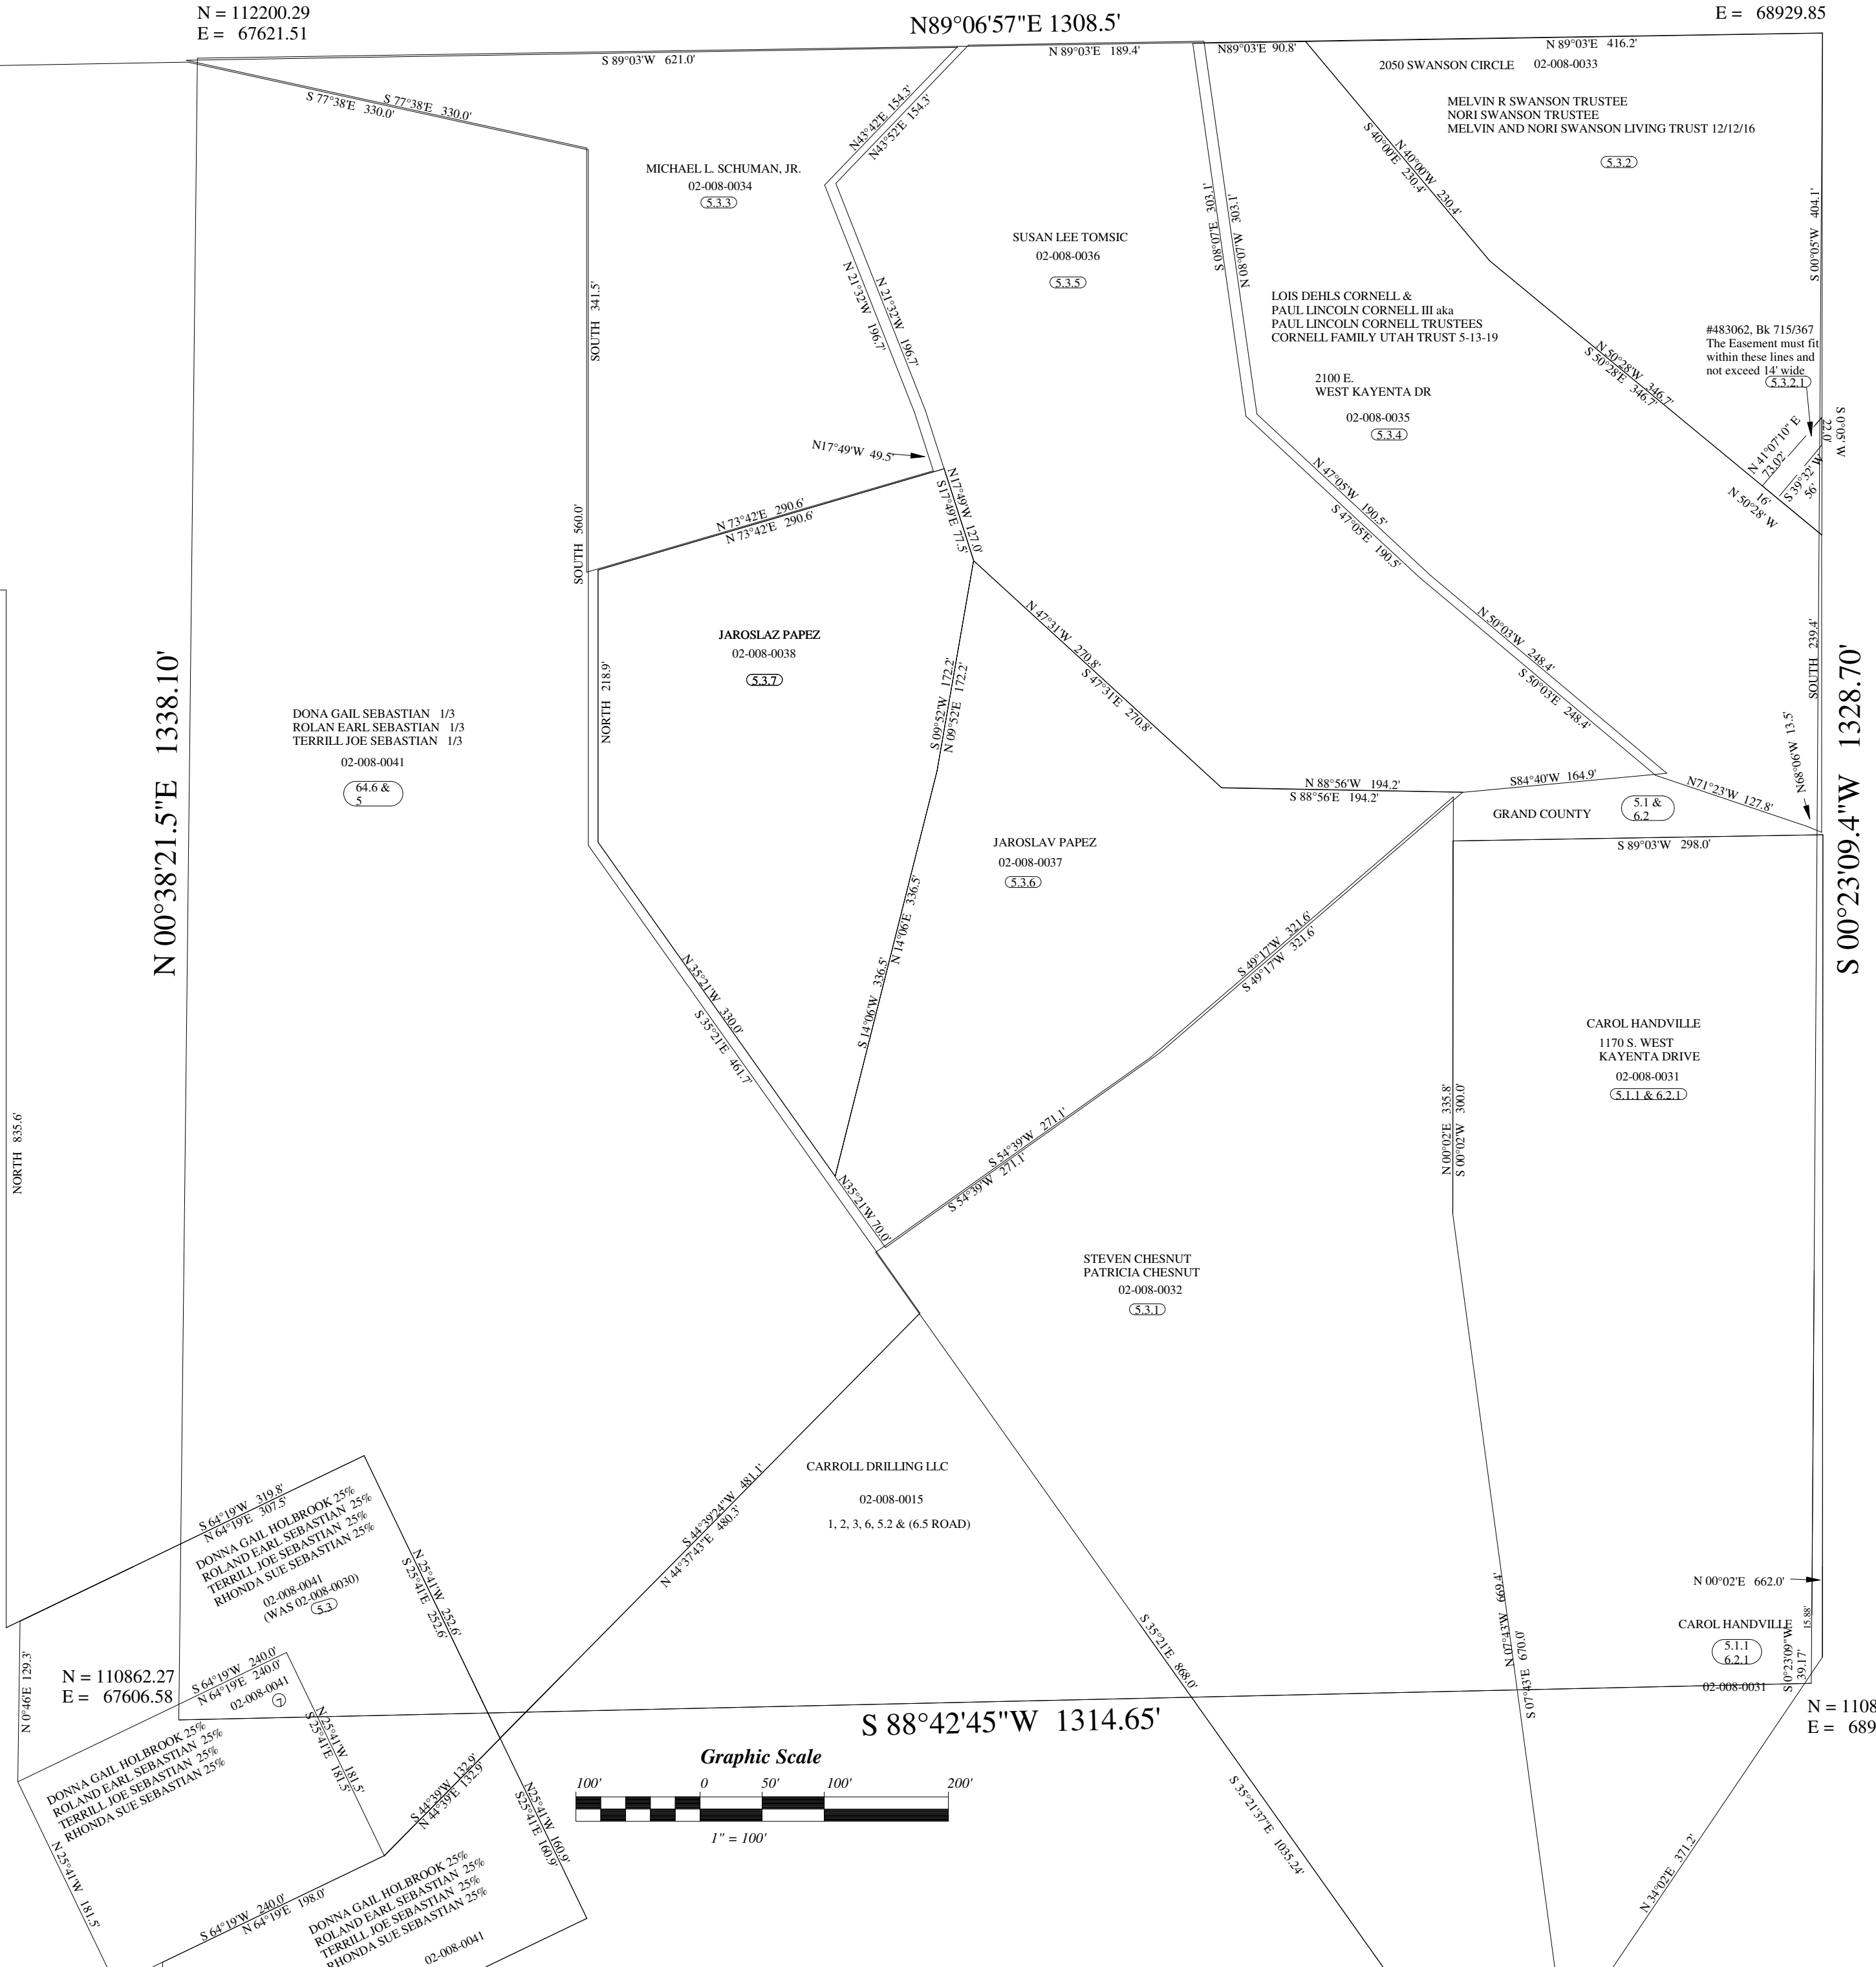 N = 112200.29
E = 67621.51
N89°06'57"E 1308.5'
E = 68929.85
S 89°03'W 621.0'
N 89°03'E 189.4'
N89°03'E 90.8'
N 89°03'E 416.2'
2050 SWANSON CIRCLE 02-008-0033
MELVIN R SWANSON TRUSTEE
NORI SWANSON TRUSTEE
MELVIN AND NORI SWANSON LIVING TRUST 12/12/16
5.3.2
S 77°38'E 330.0'
S 77°38'E 330.0'
N43°42'E 154.3'
N43°52'E 154.3'
S 40°00'E 230.4'
N 40°00'W 230.4'
MICHAEL L. SCHUMAN, JR.
02-008-0034
5.3.3
S 08°07'E 303.1'
N 08°07'W 303.1'
S 00°05'W 404.1'
SUSAN LEE TOMSIC
02-008-0036
5.3.5
SOUTH 341.5'
N 21°32'W 196.7'
N 21°32'W 196.7'
LOIS DEHLS CORNELL &
PAUL LINCOLN CORNELL III aka
PAUL LINCOLN CORNELL TRUSTEES
CORNELL FAMILY UTAH TRUST 5-13-19
2100 E.
WEST KAYENTA DR
02-008-0035
5.3.4
#483062, Bk 715/367
The Easement must fit
within these lines and
not exceed 14' wide
5.3.2.1
N 50°28'W 346.7'
S 50°28'E 346.7'
S 0°05' W
22.0'
N 41°07'10" E
73.02'
S 39°32' W
56'
16'
N 50°28' W
N17°49'W 49.5'
N17°49'W 127.0'
S17°49'E 77.5'
N 73°42'E 290.6'
N 73°42'E 290.6'
N 47°05'W 190.5'
S 47°05'E 190.5'
SOUTH 560.0'
JAROSLAZ PAPEZ
02-008-0038
5.3.7
NORTH 218.9'
N 47°31'W 270.8'
S 47°31'E 270.8'
N 50°03'W 248.4'
S 50°03'E 248.4'
SOUTH 239.4'
N 00°38'21.5"E 1338.10'
S 00°23'09.4"W 1328.70'
DONA GAIL SEBASTIAN 1/3
ROLAN EARL SEBASTIAN 1/3
TERRILL JOE SEBASTIAN 1/3
02-008-0041
64.6 &
5
S 09°52'W 172.2'
N 09°52'E 172.2'
N 88°56'W 194.2'
S 88°56'E 194.2'
S84°40'W 164.9'
N71°23'W 127.8'
N68°06'W 13.5'
GRAND COUNTY
5.1 &
6.2
S 89°03'W 298.0'
JAROSLAV PAPEZ
02-008-0037
5.3.6
N 14°06'E 336.5'
S 14°06'W 336.5'
S 49°17'W 321.6'
S 49°17'W 321.6'
N 35°21'W 330.0'
S 35°21'E 461.7'
CAROL HANDVILLE
1170 S. WEST
KAYENTA DRIVE
02-008-0031
5.1.1 & 6.2.1
NORTH 835.6'
N 00°02'E 335.8'
S 00°02'W 300.0'
S 54°39'W 271.1'
S 54°39'W 271.1'
N35°21'W 70.0'
STEVEN CHESNUT
PATRICIA CHESNUT
02-008-0032
5.3.1
CARROLL DRILLING LLC
02-008-0015
1, 2, 3, 6, 5.2 & (6.5 ROAD)
S 44°39'24"W 481.1'
N 44°37'43"E 480.3'
S 64°19'W 319.8'
N 64°19'E 307.5'
DONNA GAIL HOLBROOK 25%
ROLAND EARL SEBASTIAN 25%
TERRILL JOE SEBASTIAN 25%
RHONDA SUE SEBASTIAN 25%
02-008-0041
(WAS 02-008-0030)
5.3
N 25°41'W 252.6'
S 25°41'E 252.6'
N 07°43'W 669.4'
S 07°43'E 670.0'
N 00°02'E 662.0'
CAROL HANDVILLE
5.1.1
6.2.1
02-008-0031
15.88'
S 0°23'09"W
39.17'
S 35°21'E 868.0'
N 0°46'E 129.3'
N = 110862.27
E = 67606.58
S 64°19'W 240.0'
N 64°19'E 240.0'
02-008-0041
7
N 25°41'W 181.5'
S 25°41'E 181.5'
DONNA GAIL HOLBROOK 25%
ROLAND EARL SEBASTIAN 25%
TERRILL JOE SEBASTIAN 25%
RHONDA SUE SEBASTIAN 25%
N 25°41'W 181.5'
S 88°42'45"W 1314.65'
N = 1108
E = 689
Graphic Scale
100' 0 50' 100' 200'
1" = 100'
S 44°39'W 132.9'
N 44°39'E 132.9'
N25°41'W 160.9'
S25°41'E 160.9'
S 35°21'37"E 1035.24'
N 34°02'E 371.2'
S 64°19'W 240.0'
N 64°19'E 198.0'
DONNA GAIL HOLBROOK 25%
ROLAND EARL SEBASTIAN 25%
TERRILL JOE SEBASTIAN 25%
RHONDA SUE SEBASTIAN 25%
02-008-0041